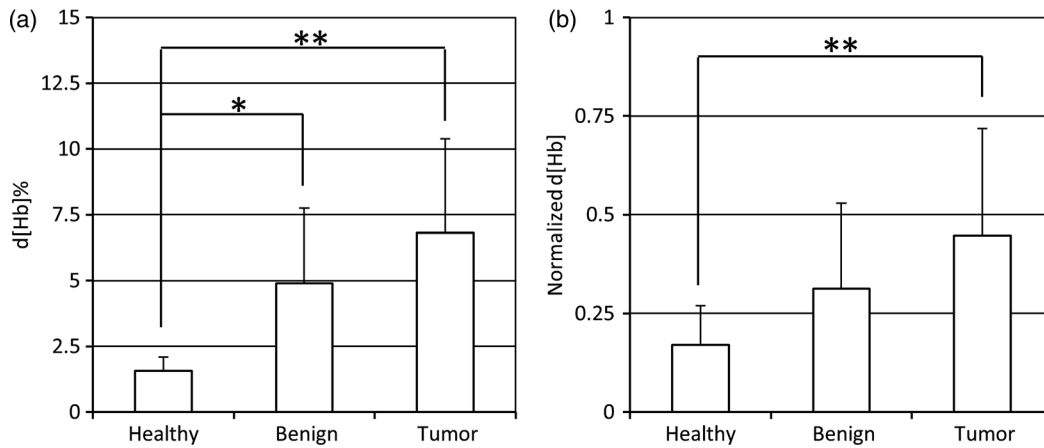 (a)
15
12.5
10
7.5
5
2.5
0
d[Hb]%
**
*
Healthy Benign Tumor
(b)
1
0.75
0.5
0.25
0
Normalized d[Hb]
**
Healthy Benign Tumor